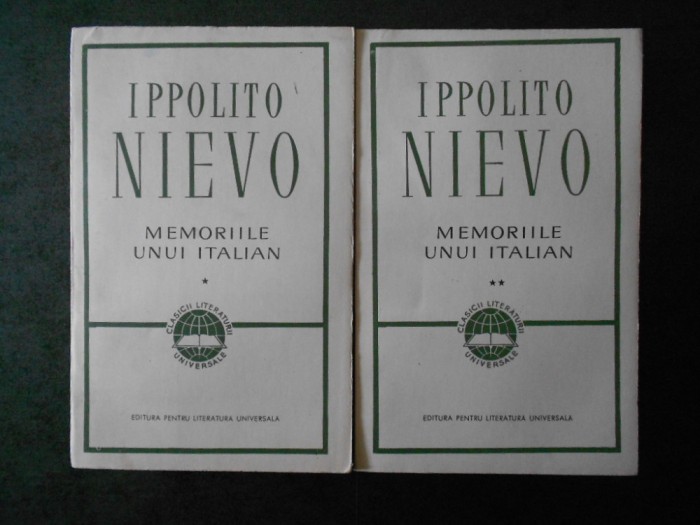 IPPOLITO
NIEVO
MEMORIILE
UNUI ITALIAN
*
CLASICII LITERATURII
UNIVERSALE
EDITURA PENTRU LITERATURA UNIVERSALA
IPPOLITO
NIEVO
MEMORIILE
UNUI ITALIAN
**
CLASICII LITERATURII
UNIVERSALE
EDITURA PENTRU LITERATURA UNIVERSALA